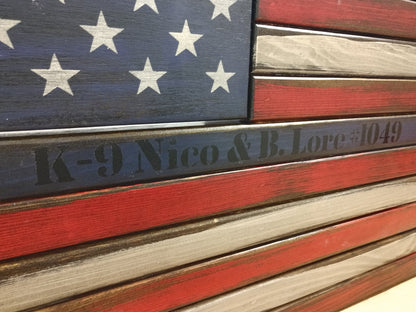 K-9 Nico & B. Lore #1049